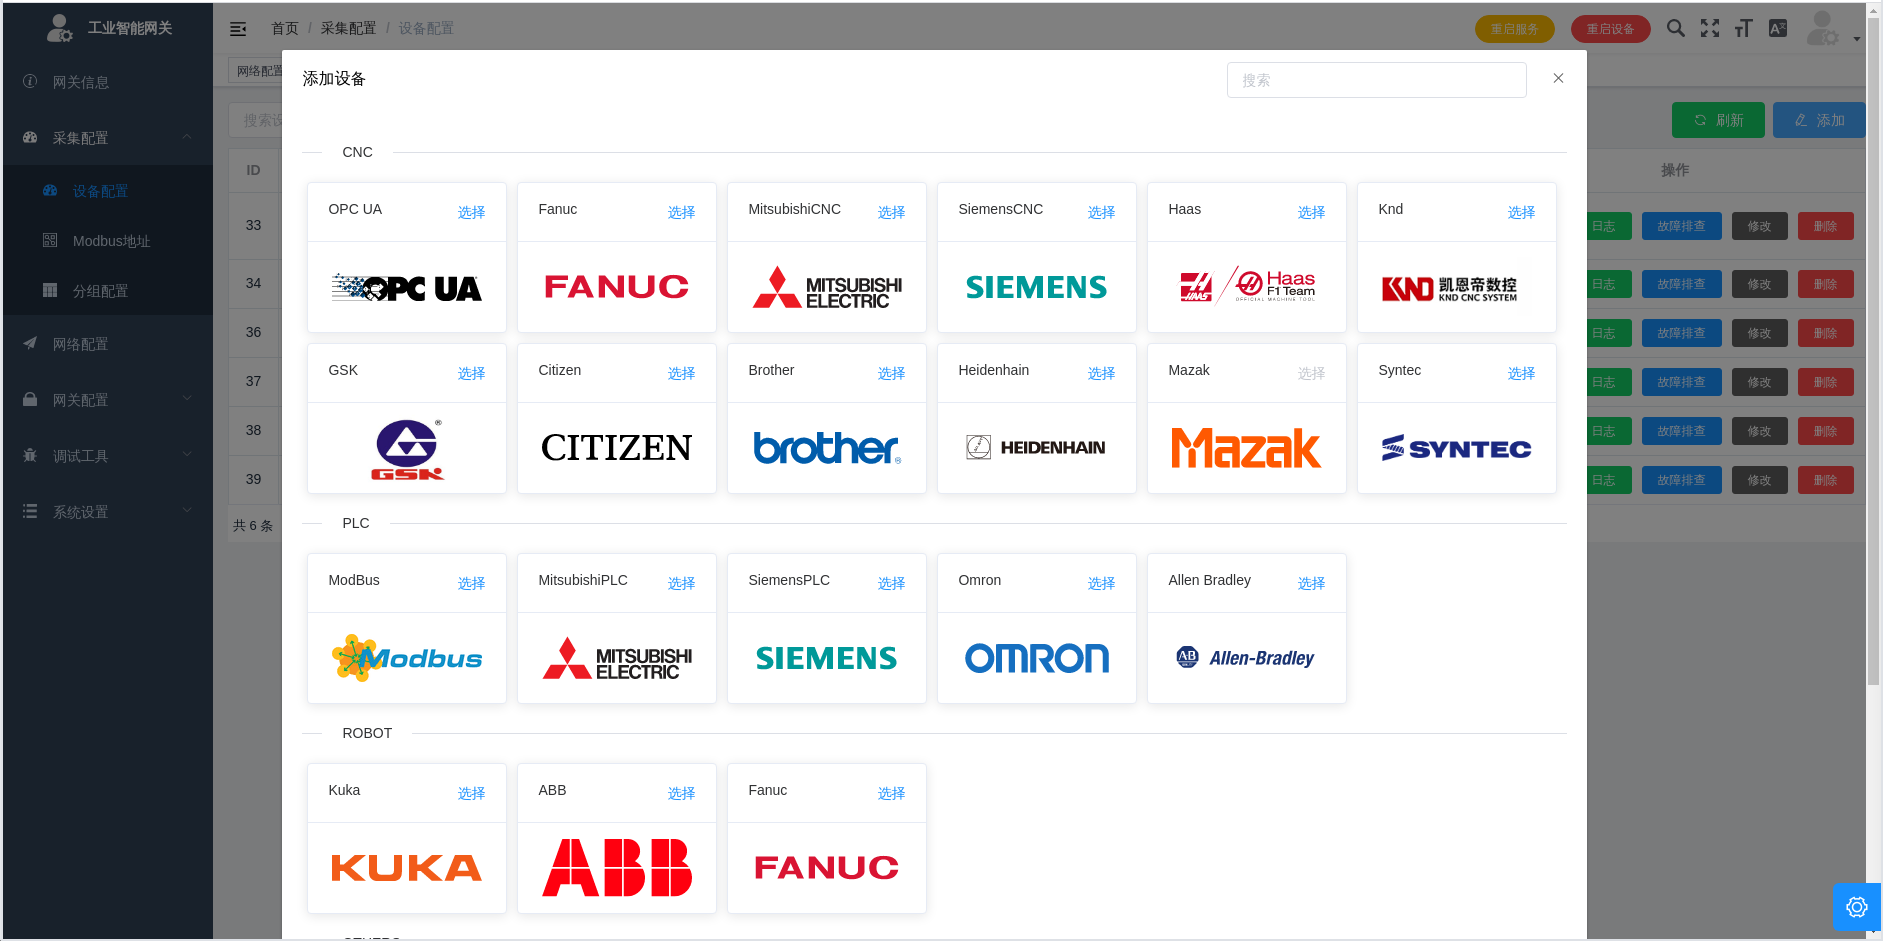 工业智能网关
首页 / 采集配置 / 设备配置
重启服务
重启设备
网关信息
采集配置
设备配置
Modbus地址
分组配置
网络配置
网关配置
调试工具
系统设置
网络配置
添加设备
搜索
搜索设
刷新
添加
ID
操作
33
日志 故障排查 修改 删除
34
日志 故障排查 修改 删除
36
日志 故障排查 修改 删除
37
日志 故障排查 修改 删除
38
日志 故障排查 修改 删除
39
日志 故障排查 修改 删除
共 6 条
CNC
OPC UA 选择
Fanuc 选择
MitsubishiCNC 选择
SiemensCNC 选择
Haas 选择
Knd 选择
OPC UA
FANUC
MITSUBISHI
ELECTRIC
SIEMENS
HAAS
Haas
F1 Team
OFFICIAL MACHINE TOOL
KND 凯恩帝数控
KND CNC SYSTEM
GSK 选择
Citizen 选择
Brother 选择
Heidenhain 选择
Mazak 选择
Syntec 选择
GSK ®
CITIZEN
brother ®
HEIDENHAIN
Mazak
SYNTEC
PLC
ModBus 选择
MitsubishiPLC 选择
SiemensPLC 选择
Omron 选择
Allen Bradley 选择
Modbus
MITSUBISHI
ELECTRIC
SIEMENS
OMRON
AB Allen-Bradley
ROBOT
Kuka 选择
ABB 选择
Fanuc 选择
KUKA
ABB
FANUC